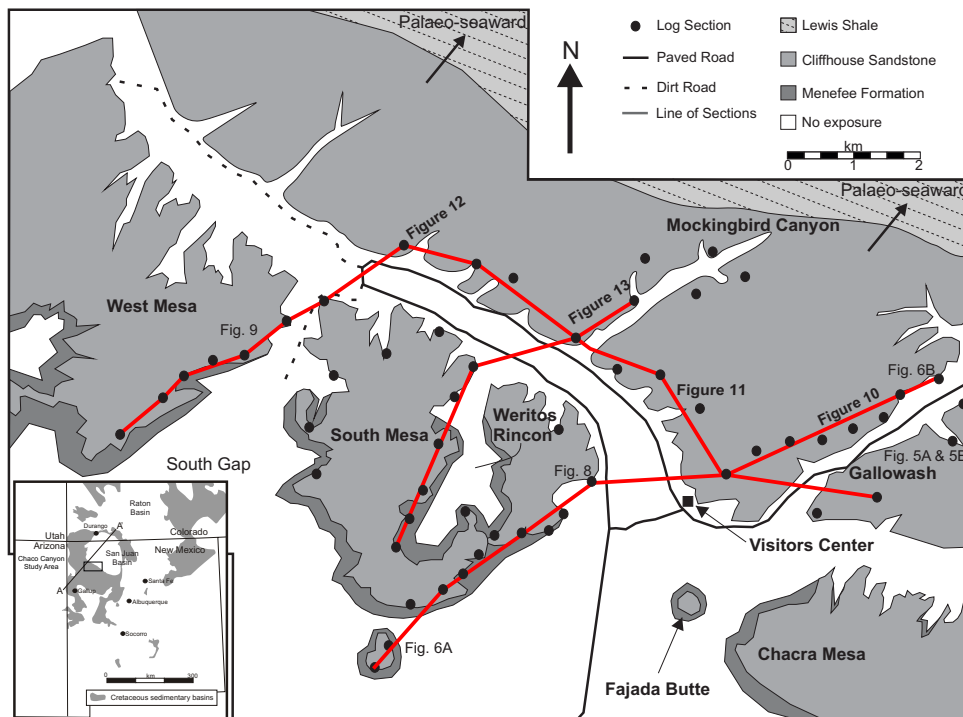 Palaeo-seaward
N
Log Section
Paved Road
Dirt Road
Line of Sections
Lewis Shale
Cliffhouse Sandstone
Menefee Formation
No exposure
km
0 1 2
Palaeo-seaward
Figure 12
Mockingbird Canyon
West Mesa
Figure 13
Fig. 9
Fig. 6B
Figure 11
Figure 10
Weritos
Rincon
South Mesa
Fig. 5A & 5B
South Gap
Fig. 8
Gallowash
Visitors Center
Fig. 6A
Chacra Mesa
Fajada Butte
Raton
Basin
Durango
A'
Utah
Colorado
Arizona
New Mexico
San Juan
Basin
Chaco Canyon
Study Area
Santa Fe
A
Gallup
Albuquerque
Socorro
0 km 300
Cretaceous sedimentary basins